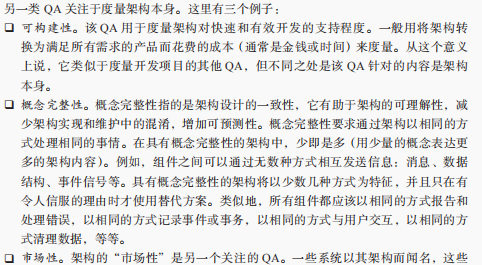 另一类 QA 关注于度量架构本身。这里有三个例子：
❑ 可构建性。该 QA 用于度量架构对快速和有效开发的支持程度。一般用将架构转
换为满足所有需求的产品而花费的成本（通常是金钱或时间）来度量。从这个意义
上说，它类似于度量开发项目的其他 QA，但不同之处是该 QA 针对的内容是架构
本身。
❑ 概念完整性。概念完整性指的是架构设计的一致性，它有助于架构的可理解性，减
少架构实现和维护中的混淆，增加可预测性。概念完整性要求通过架构以相同的方
式处理相同的事情。在具有概念完整性的架构中，少即是多（用少量的概念表达更
多的架构内容）。例如，组件之间可以通过无数种方式相互发送信息：消息、数据
结构、事件信号等。具有概念完整性的架构将以少数几种方式为特征，并且只在有
令人信服的理由时才使用替代方案。类似地，所有组件都应该以相同的方式报告和
处理错误，以相同的方式记录事件或事务，以相同的方式与用户交互，以相同的方
式清理数据，等等。
❑ 市场性。架构的“市场性”是另一个关注的 QA。一些系统以其架构而闻名，这些